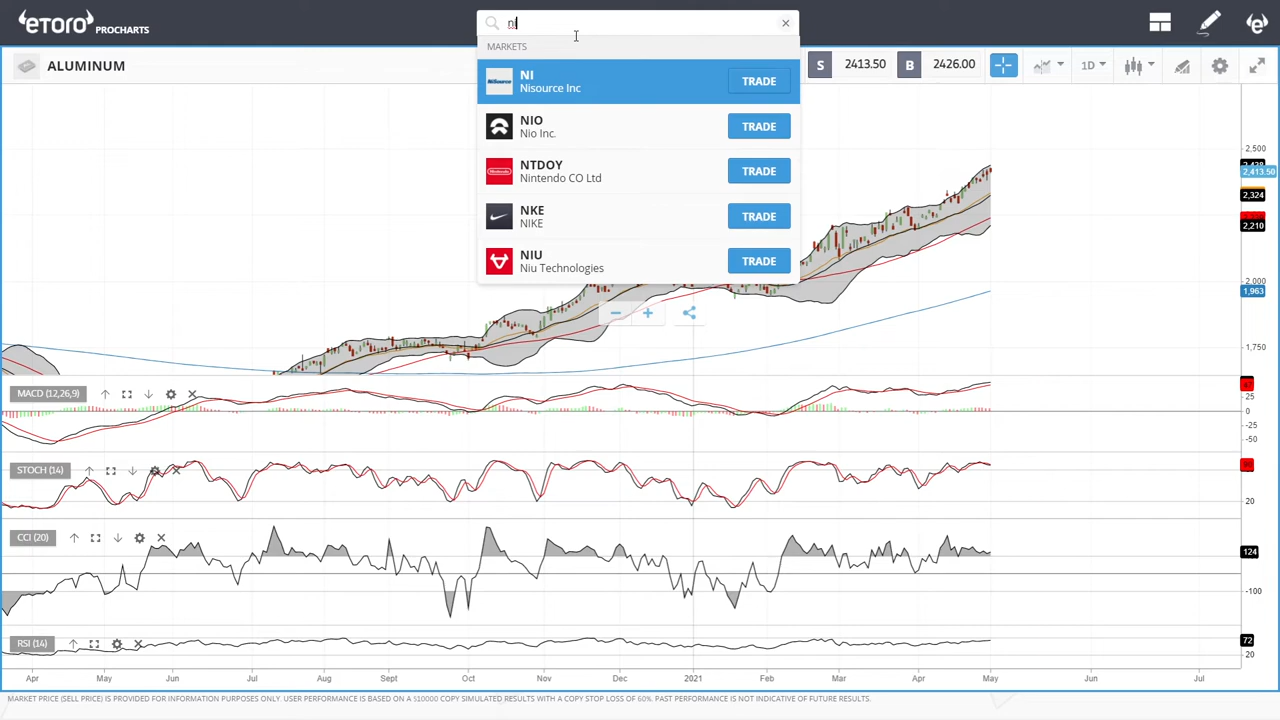 etoro PROCHARTS
ni
MARKETS
ALUMINUM
S 2413.50 B 2426.00
1D
NI
Nisource Inc
TRADE
NIO
Nio Inc.
TRADE
NTDOY
Nintendo CO Ltd
TRADE
NKE
NIKE
TRADE
NIU
Niu Technologies
TRADE
2,500
2,413.50
2,324
2,210
2,000
1,963
1,750
MACD (12,26,9)
25
0
-25
-50
STOCH (14)
20
CCI (20)
124
-100
RSI (14)
72
20
Apr May Jun Jul Aug Sept Oct Nov Dec 2021 Feb Mar Apr May Jun Jul
MARKET PRICE (SELL PRICE) IS PROVIDED FOR INFORMATION PURPOSES ONLY. USER PERFORMANCE IS BASED ON A $10000 COPY SIMULATED RESULTS WITH A COPY STOP LOSS OF 60%. PAST PERFORMANCE IS NOT INDICATIVE OF FUTURE RESULTS.